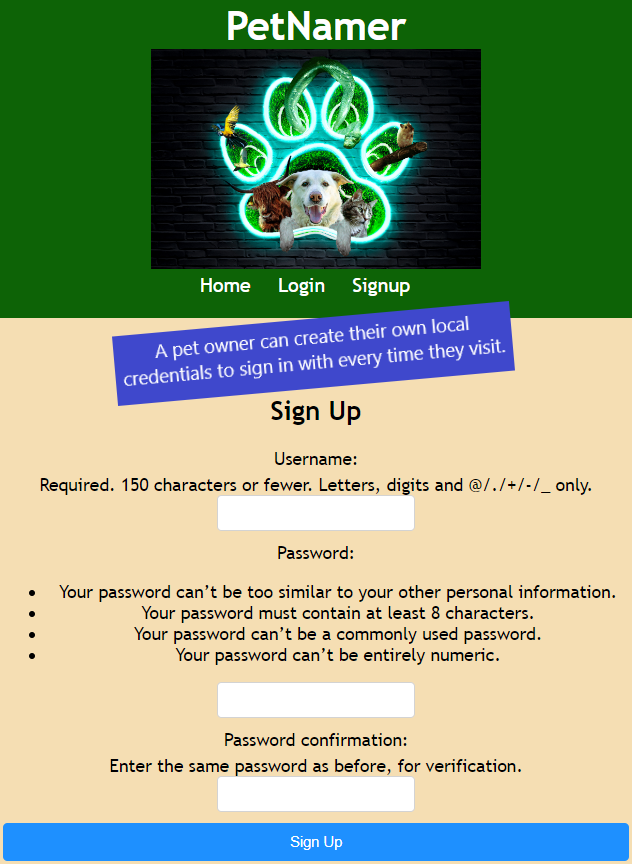 PetNamer
Home Login Signup
A pet owner can create their own local
credentials to sign in with every time they visit.
Sign Up
Username:
Required. 150 characters or fewer. Letters, digits and @/./+/-/_ only.
Password:
• Your password can’t be too similar to your other personal information.
• Your password must contain at least 8 characters.
• Your password can’t be a commonly used password.
• Your password can’t be entirely numeric.
Password confirmation:
Enter the same password as before, for verification.
Sign Up